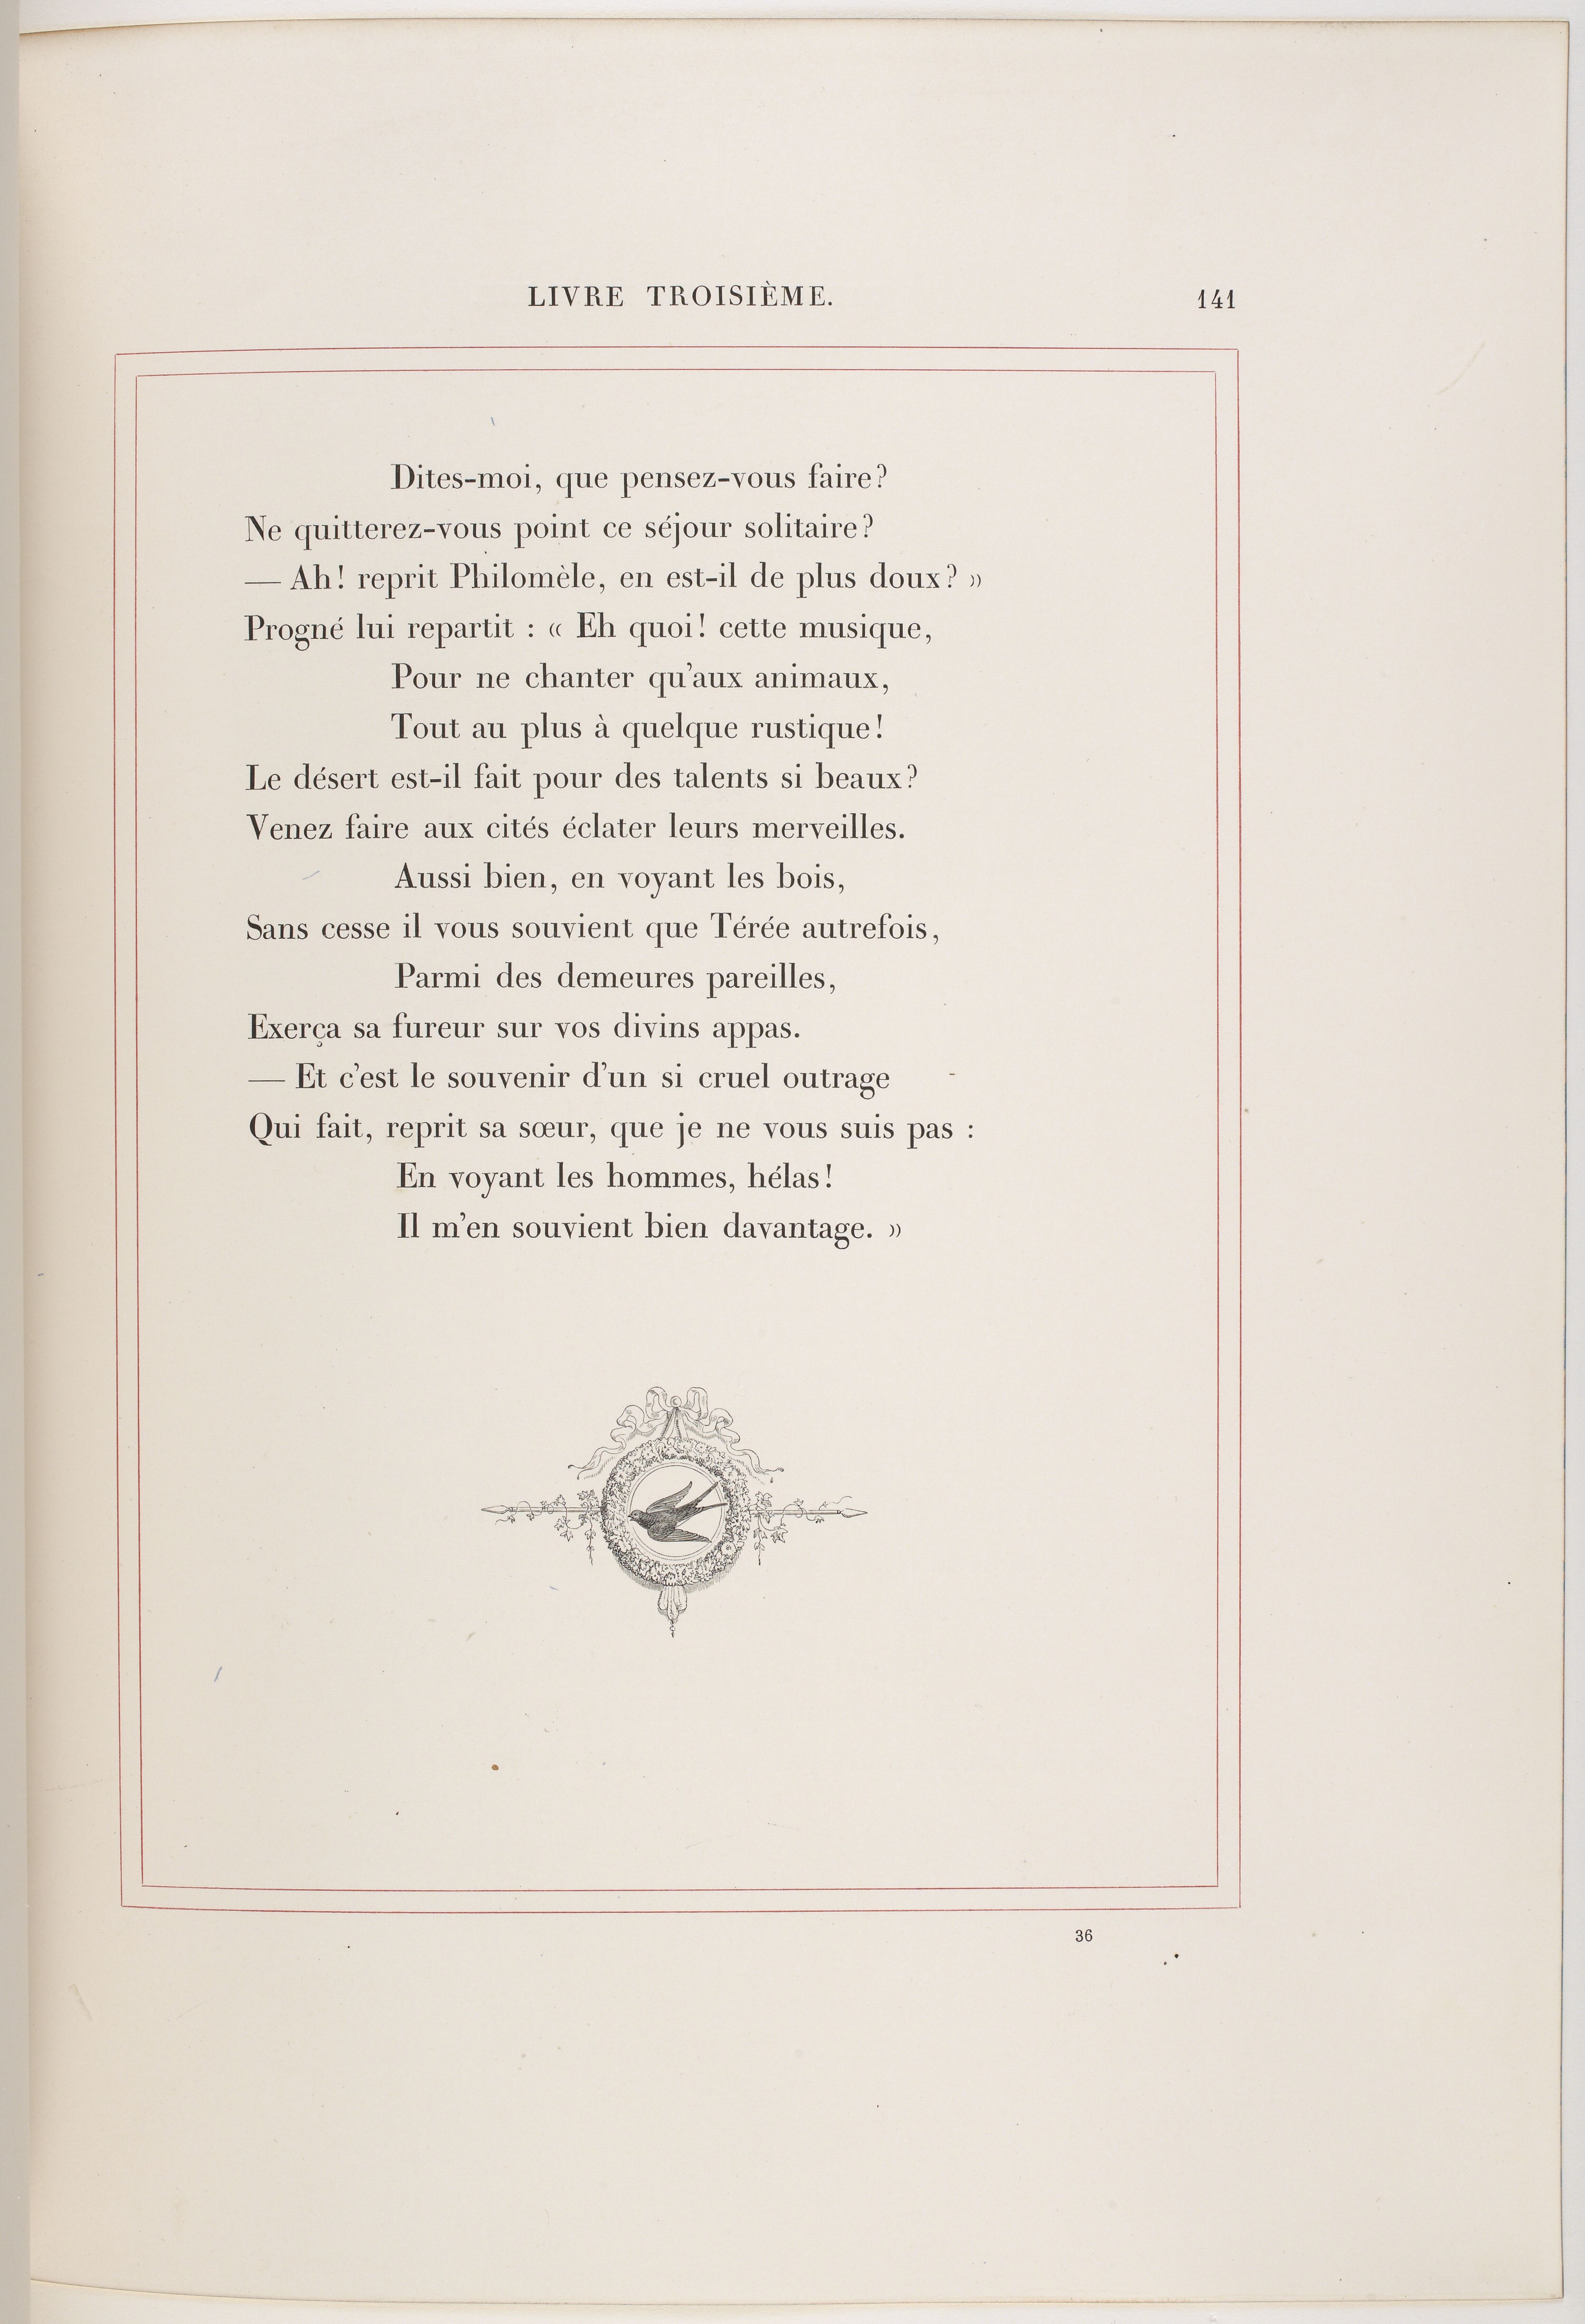 LIVRE TROISIÈME. 141
Dites-moi, que pensez-vous faire?
Ne quitterez-vous point ce séjour solitaire?
— Ah! reprit Philomèle, en est-il de plus doux? »
Progné lui repartit : « Eh quoi! cette musique,
Pour ne chanter qu'aux animaux,
Tout au plus à quelque rustique!
Le désert est-il fait pour des talents si beaux?
Venez faire aux cités éclater leurs merveilles.
Aussi bien, en voyant les bois,
Sans cesse il vous souvient que Térée autrefois,
Parmi des demeures pareilles,
Exerça sa fureur sur vos divins appas.
— Et c'est le souvenir d'un si cruel outrage
Qui fait, reprit sa sœur, que je ne vous suis pas :
En voyant les hommes, hélas!
Il m'en souvient bien davantage. »
36